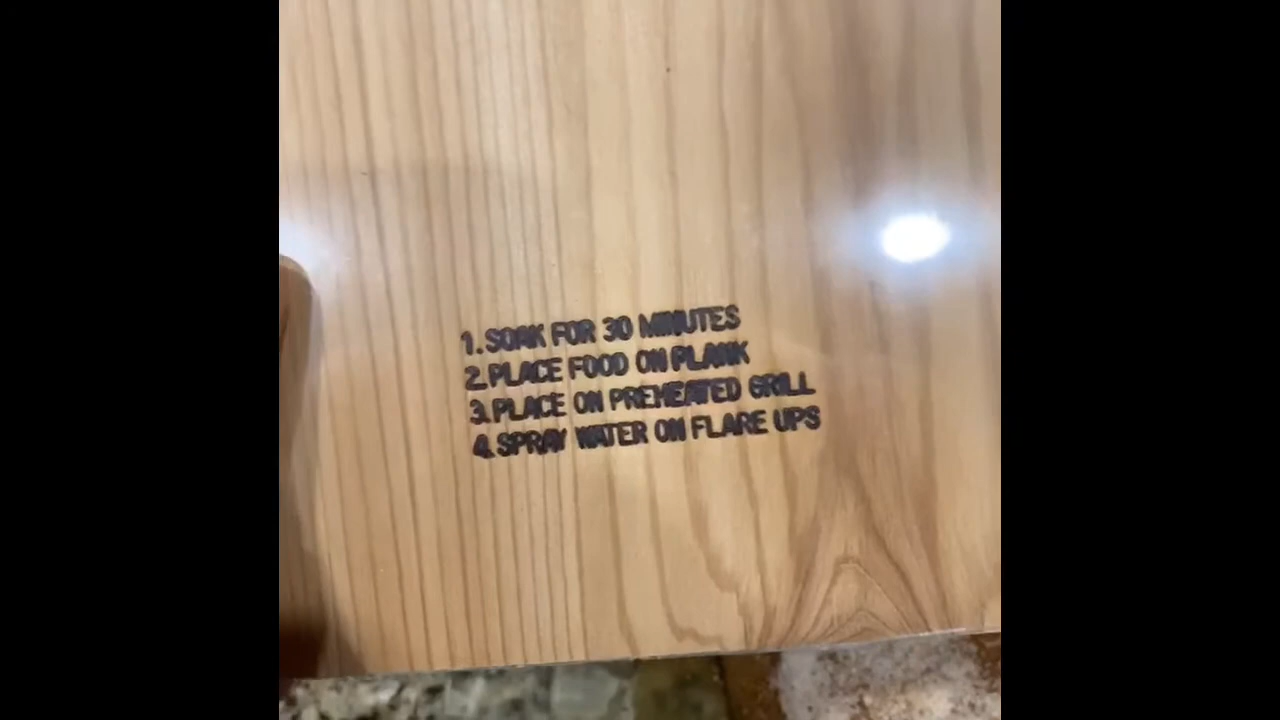 1. SOAK FOR 30 MINUTES
2. PLACE FOOD ON PLANK
3. PLACE ON PREHEATED GRILL
4. SPRAY WATER ON FLARE UPS